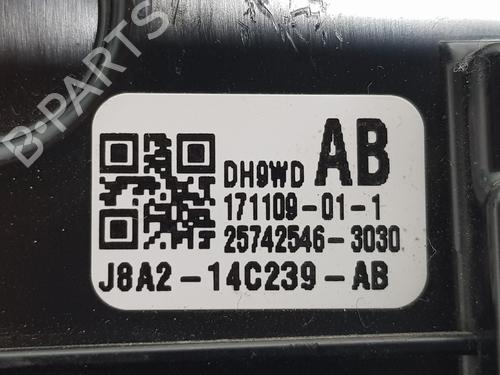 B-PARTS
DH9WD AB
171109-01-1
25742546-3030
J8A2-14C239-AB